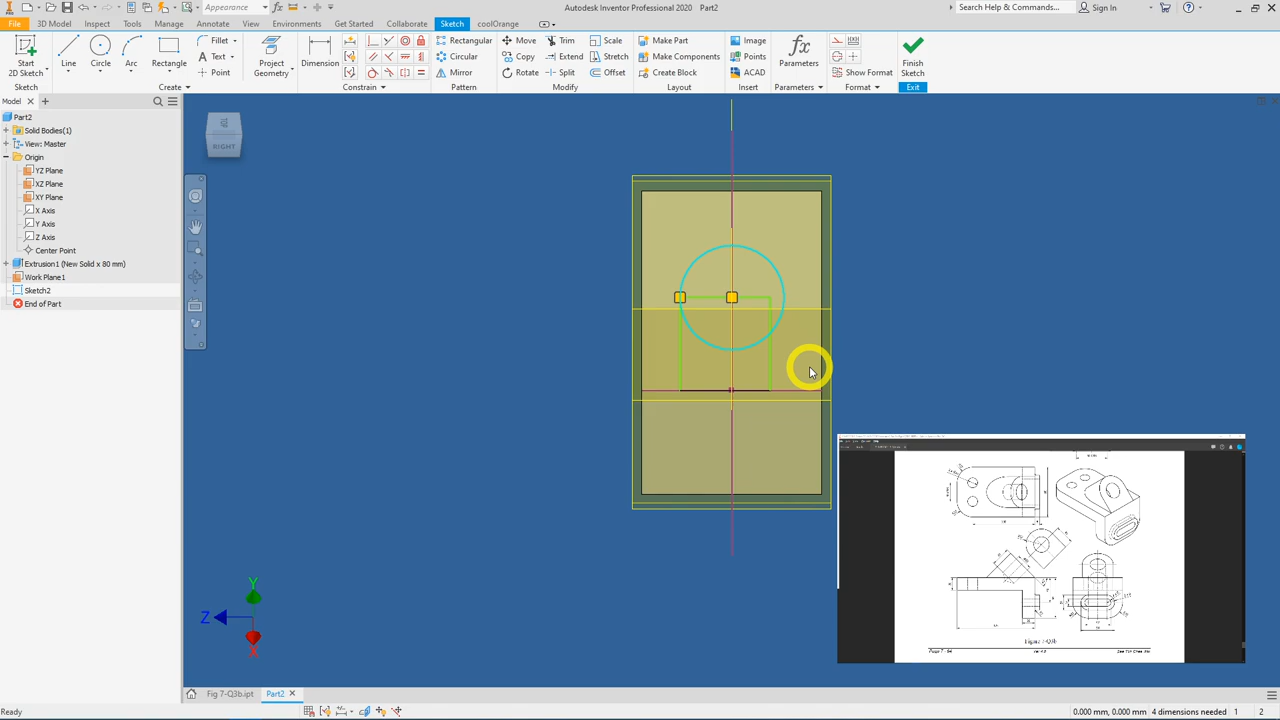 Appearance
Autodesk Inventor Professional 2020 Part2
Search Help & Commands...
Sign In
File
3D Model
Inspect
Tools
Manage
Annotate
View
Environments
Get Started
Collaborate
Sketch
coolOrange
Start
2D Sketch
Line
Circle
Arc
Rectangle
Fillet
Text
Point
Project
Geometry
Dimension
Rectangular
Circular
Mirror
Move
Copy
Rotate
Trim
Extend
Split
Scale
Stretch
Offset
Make Part
Make Components
Create Block
Image
Points
ACAD
Parameters
Show Format
Finish
Sketch
Sketch
Create
Constrain
Pattern
Modify
Layout
Insert
Parameters
Format
Exit
Model
Part2
Solid Bodies(1)
View: Master
Origin
YZ Plane
XZ Plane
XY Plane
X Axis
Y Axis
Z Axis
Center Point
Extrusion1 (New Solid x 80 mm)
Work Plane1
Sketch2
End of Part
TOP
RIGHT
Y
Z
X
Fig 7-Q3b.ipt
Part2
Ready
0.000 mm, 0.000 mm
4 dimensions needed
1
2